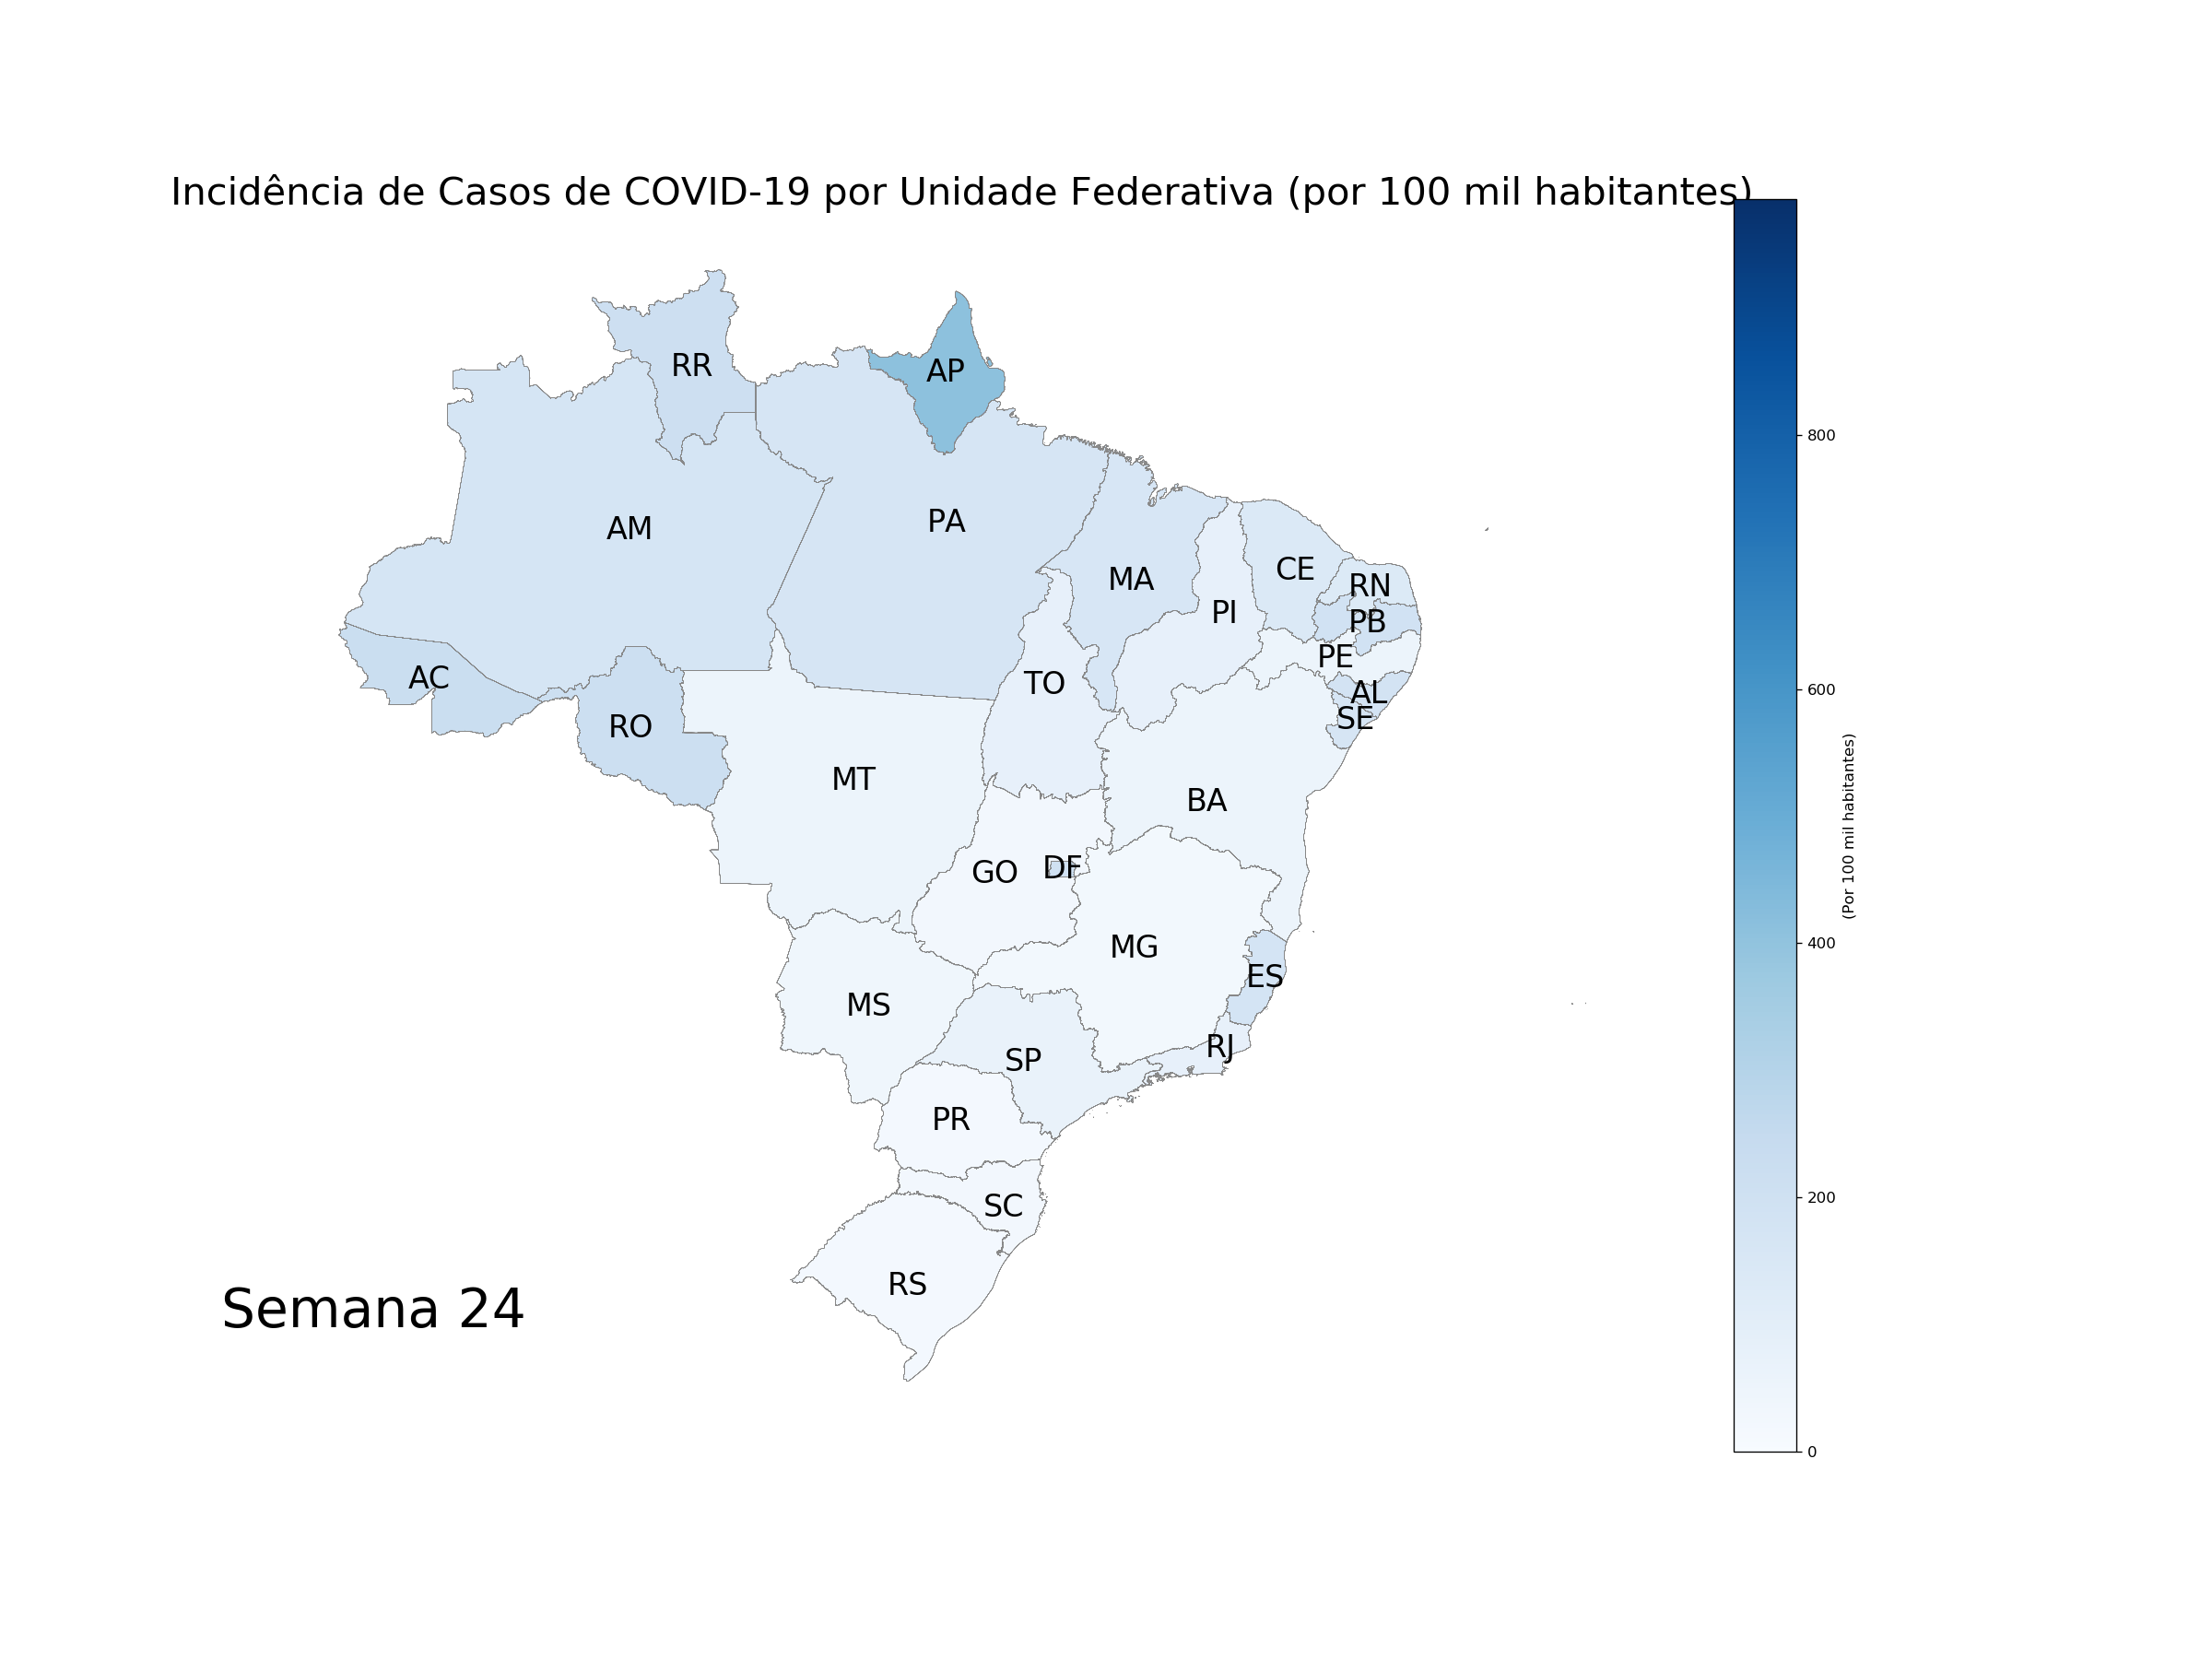 Incidência de Casos de COVID-19 por Unidade Federativa (por 100 mil habitantes)
RR
AP
AM
PA
MA
CE
RN
PI
PB
PE
AC
TO
AL
RO
SE
MT
BA
GO
DF
MG
ES
MS
RJ
SP
PR
SC
RS
Semana 24
800
600
400
200
0
(Por 100 mil habitantes)